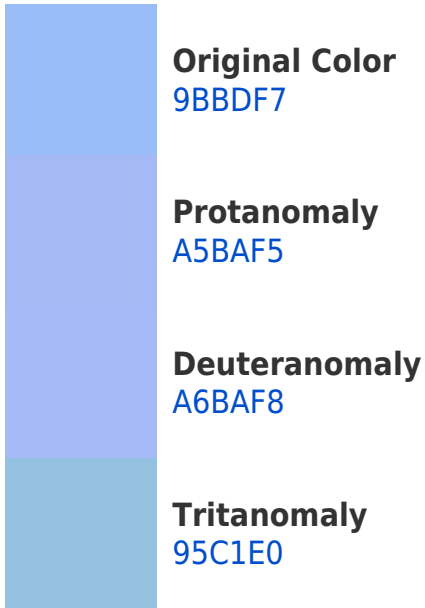 Original Color
9BBDF7
Protanomaly
A5BAF5
Deuteranomaly
A6BAF8
Tritanomaly
95C1E0